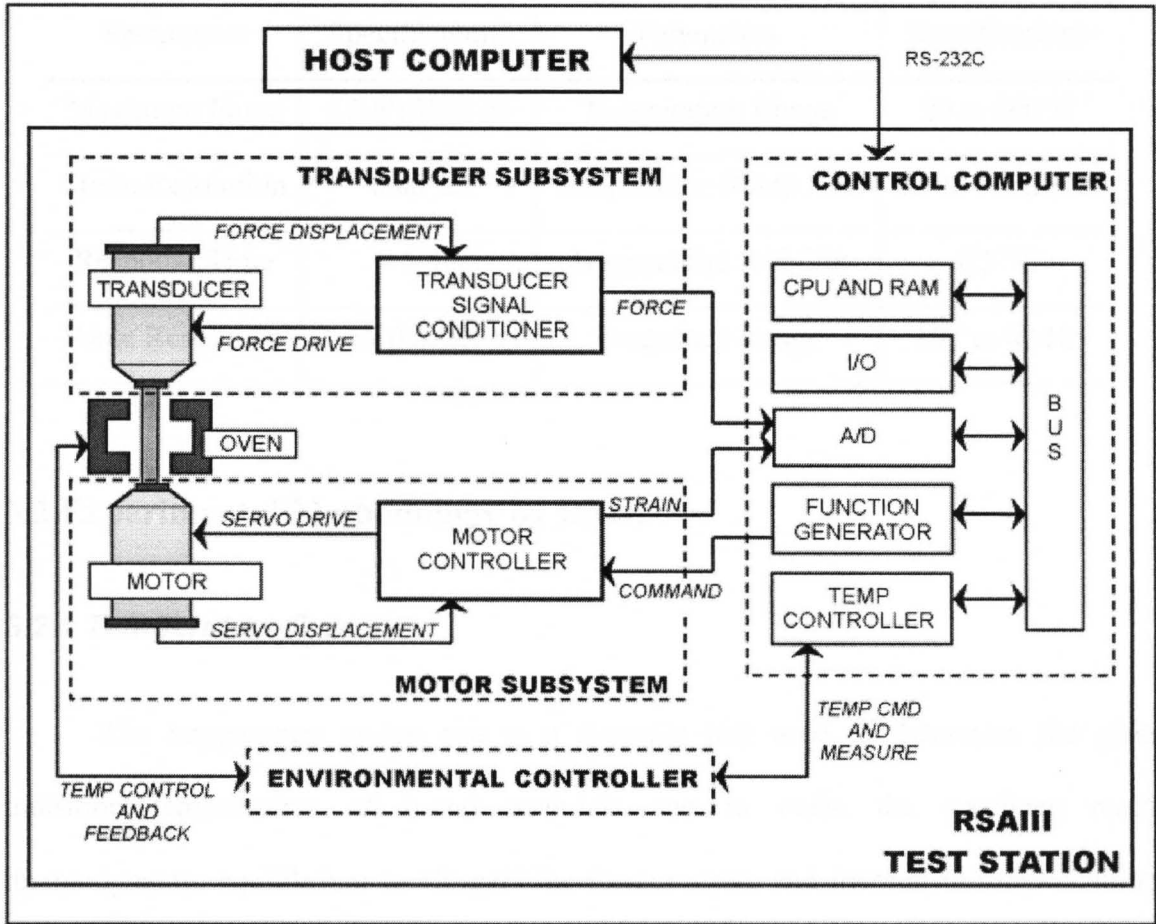 HOST COMPUTER
RS-232C
TRANSDUCER SUBSYSTEM
CONTROL COMPUTER
FORCE DISPLACEMENT
TRANSDUCER
TRANSDUCER
SIGNAL
CONDITIONER
FORCE
FORCE DRIVE
CPU AND RAM
I/O
A/D
BUS
OVEN
STRAIN
SERVO DRIVE
MOTOR
CONTROLLER
FUNCTION
GENERATOR
MOTOR
COMMAND
TEMP
CONTROLLER
SERVO DISPLACEMENT
MOTOR SUBSYSTEM
TEMP CMD
AND
MEASURE
ENVIRONMENTAL CONTROLLER
TEMP CONTROL
AND
FEEDBACK
RSAIII
TEST STATION